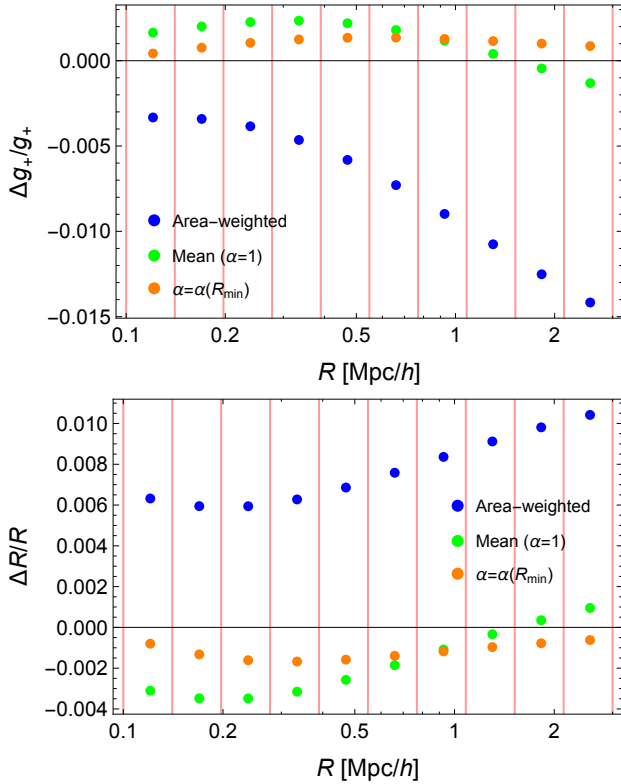 0.000
−0.005
−0.010
−0.015
Δg₊/g₊
Area−weighted
Mean (α=1)
α=α(Rₘᵢₙ)
0.1 0.2 0.5 1 2
R [Mpc/h]
0.010
0.008
0.006
0.004
0.002
0.000
−0.002
−0.004
ΔR/R
Area−weighted
Mean (α=1)
α=α(Rₘᵢₙ)
0.1 0.2 0.5 1 2
R [Mpc/h]